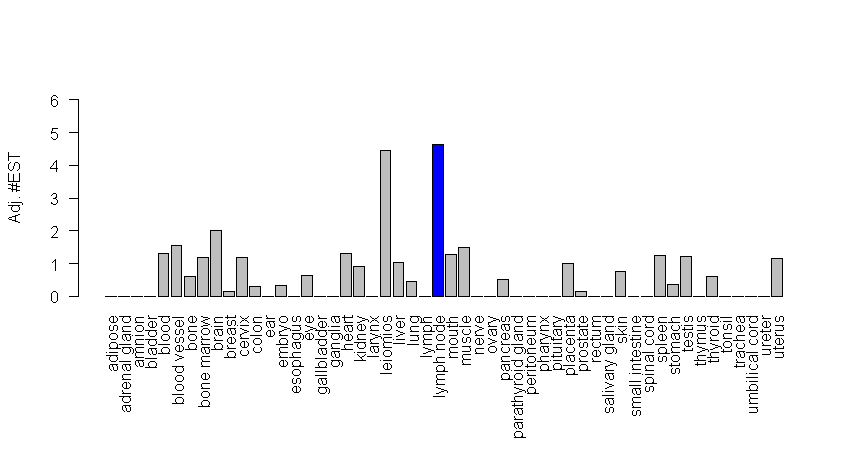 Adj. #EST
6
5
4
3
2
1
0
adipose
adrenal gland
amnion
bladder
blood
blood vessel
bone
bone marrow
brain
breast
cervix
colon
ear
embryo
esophagus
eye
gallbladder
ganglia
heart
kidney
larynx
leiomios
liver
lung
lymph
lymph node
mouth
muscle
nerve
ovary
pancreas
parathyroid gland
peritoneum
pharynx
pituitary
placenta
prostate
rectum
salivary gland
skin
small intestine
spinal cord
spleen
stomach
testis
thymus
thyroid
tonsil
trachea
umbilical cord
ureter
uterus